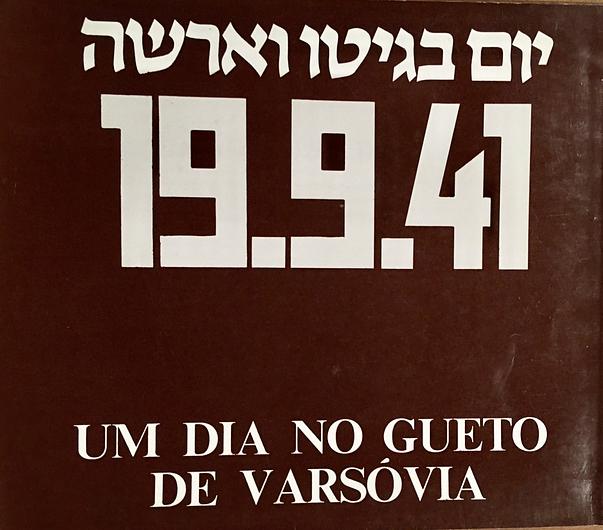 יום בגיטו וארשה
19.9.41
UM DIA NO GUETO
DE VARSÓVIA